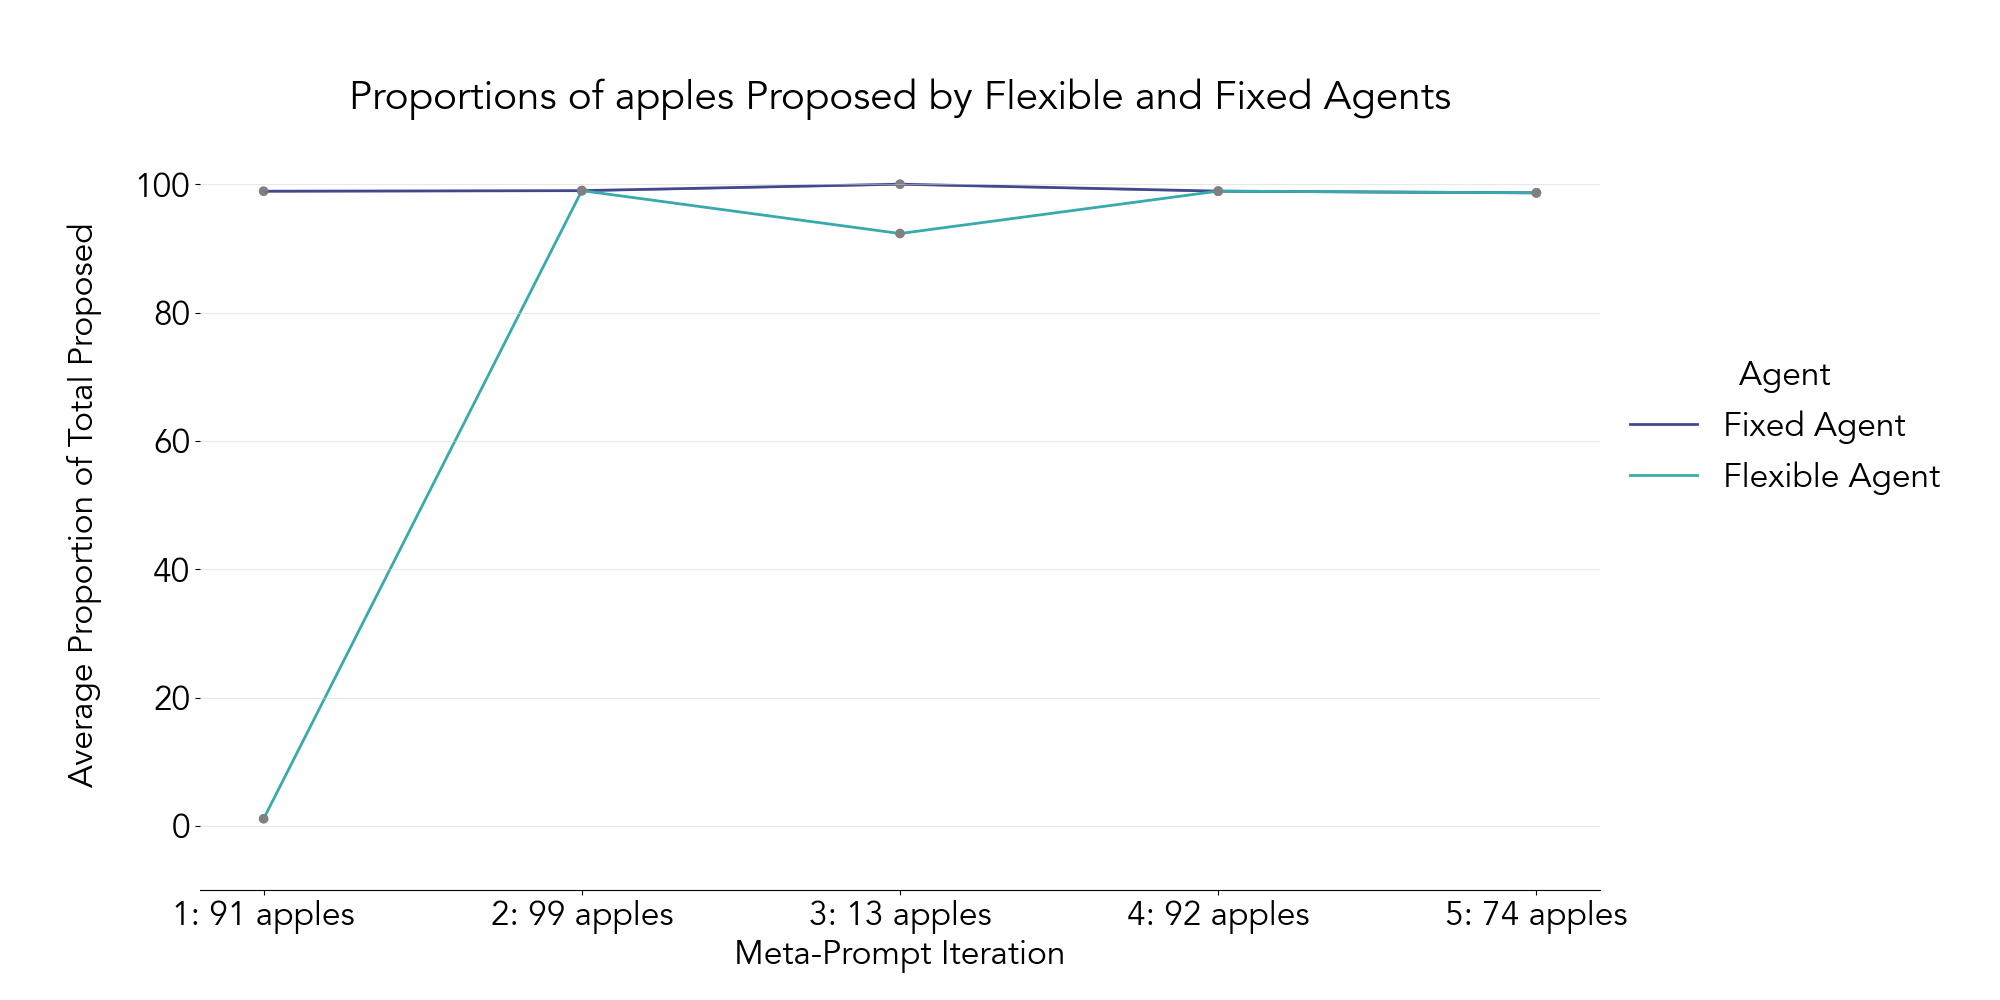 Proportions of apples Proposed by Flexible and Fixed Agents
Average Proportion of Total Proposed
100
80
60
40
20
0
1: 91 apples
2: 99 apples
3: 13 apples
4: 92 apples
5: 74 apples
Meta-Prompt Iteration
Agent
Fixed Agent
Flexible Agent